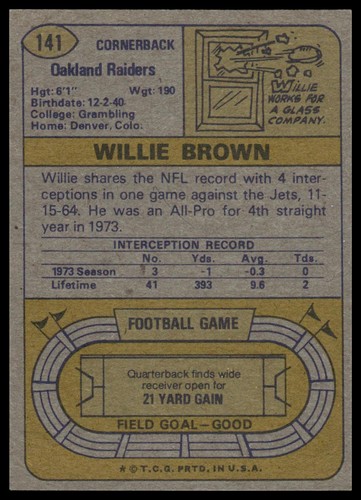 141
CORNERBACK
Oakland Raiders
Hgt: 6'1" Wgt: 190
Birthdate: 12-2-40
College: Grambling
Home: Denver, Colo.
WILLIE
WORKS FOR
A GLASS
COMPANY.
WILLIE BROWN
Willie shares the NFL record with 4 inter-
ceptions in one game against the Jets, 11-
15-64. He was an All-Pro for 4th straight
year in 1973.
INTERCEPTION RECORD
No. Yds. Avg. Tds.
1973 Season 3 -1 -0.3 0
Lifetime 41 393 9.6 2
FOOTBALL GAME
Quarterback finds wide
receiver open for
21 YARD GAIN
FIELD GOAL—GOOD
* © T.C.G. PRTD. IN U.S.A.